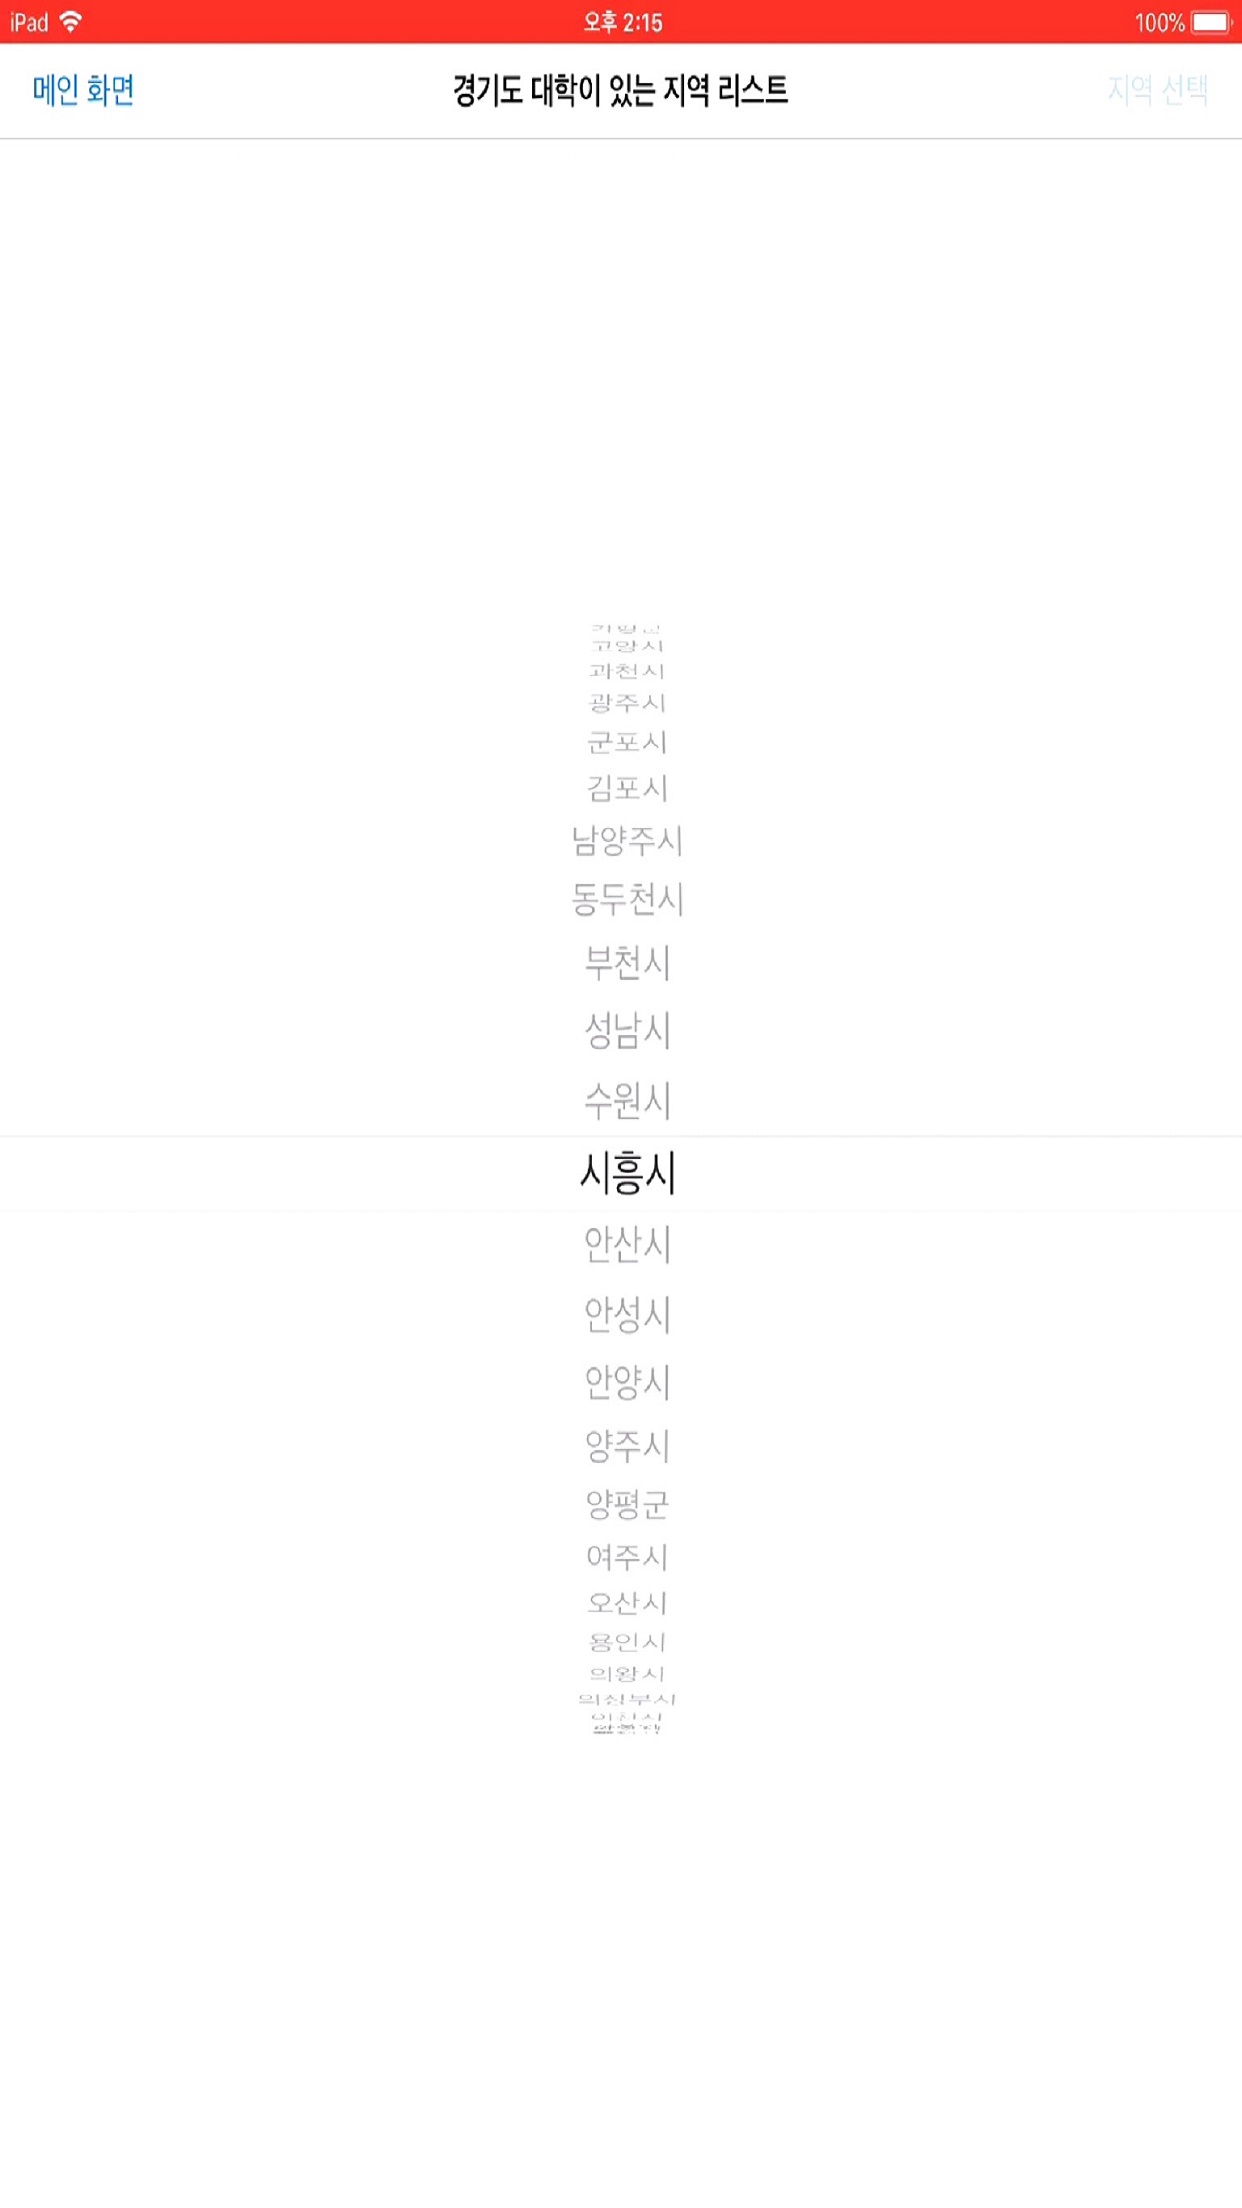 iPad 오후 2:15 100%
메인 화면 경기도 대학이 있는 지역 리스트 지역 선택
고양시
과천시
광주시
군포시
김포시
남양주시
동두천시
부천시
성남시
수원시
시흥시
안산시
안성시
안양시
양주시
양평군
여주시
오산시
용인시
의왕시
의정부시